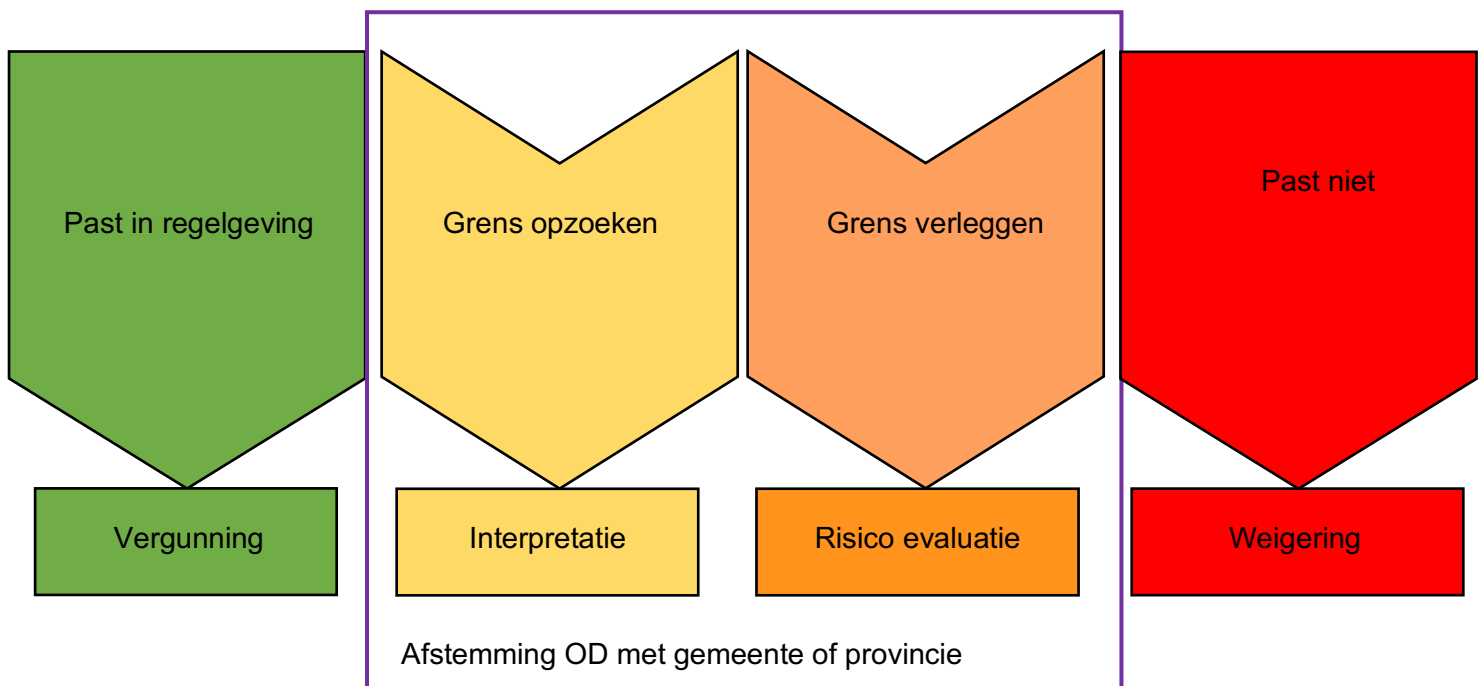 Past in regelgeving
Grens opzoeken
Grens verleggen
Past niet
Vergunning
Interpretatie
Risico evaluatie
Weigering
Afstemming OD met gemeente of provincie